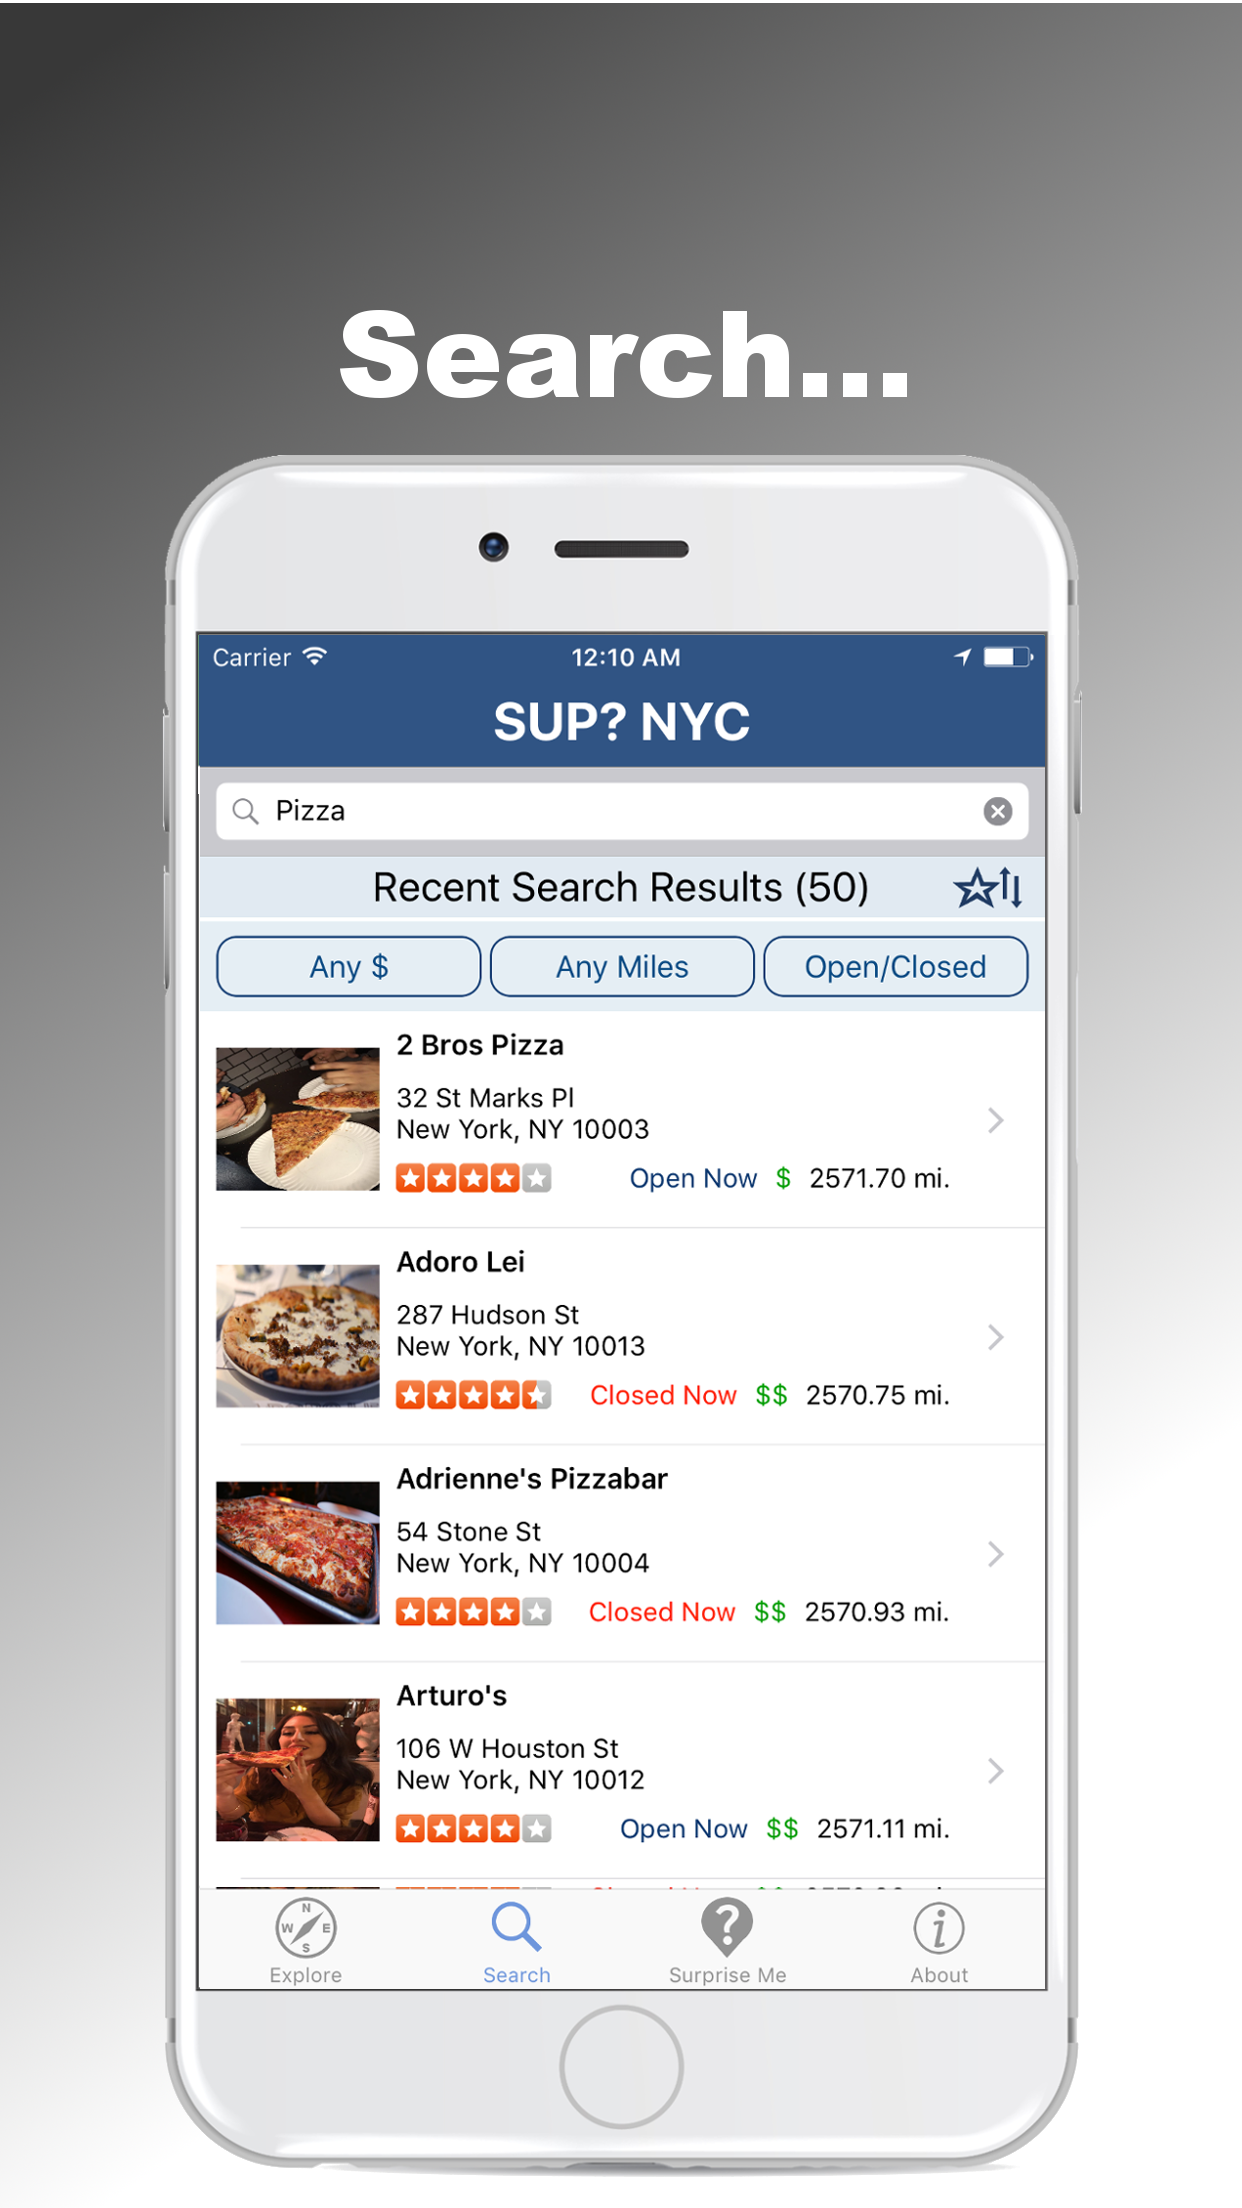 Search...
Carrier 12:10 AM
SUP? NYC
Pizza
Recent Search Results (50)
Any $ Any Miles Open/Closed
2 Bros Pizza
32 St Marks Pl
New York, NY 10003
Open Now $ 2571.70 mi.
Adoro Lei
287 Hudson St
New York, NY 10013
Closed Now $$ 2570.75 mi.
Adrienne's Pizzabar
54 Stone St
New York, NY 10004
Closed Now $$ 2570.93 mi.
Arturo's
106 W Houston St
New York, NY 10012
Open Now $$ 2571.11 mi.
N
W E
S
Explore Search Surprise Me About